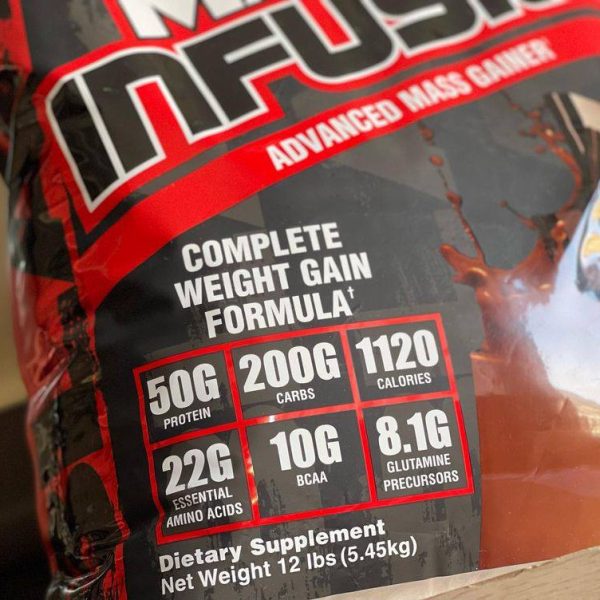 INFUSION
ADVANCED MASS GAINER
COMPLETE
WEIGHT GAIN
FORMULA†
50G
PROTEIN
200G
CARBS
1120
CALORIES
22G
ESSENTIAL
AMINO ACIDS
10G
BCAA
8.1G
GLUTAMINE
PRECURSORS
Dietary Supplement
Net Weight 12 lbs (5.45kg)